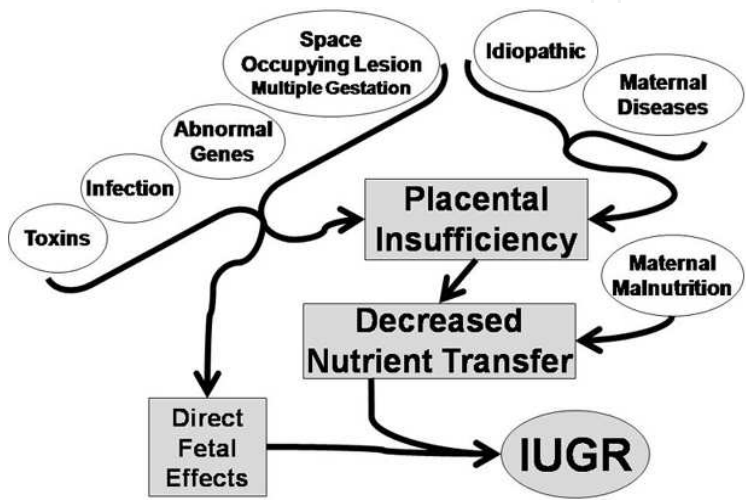 Space
Occupying Lesion
Multiple Gestation
Idiopathic
Maternal
Diseases
Abnormal
Genes
Infection
Toxins
Placental
Insufficiency
Maternal
Malnutrition
Decreased
Nutrient Transfer
Direct
Fetal
Effects
IUGR